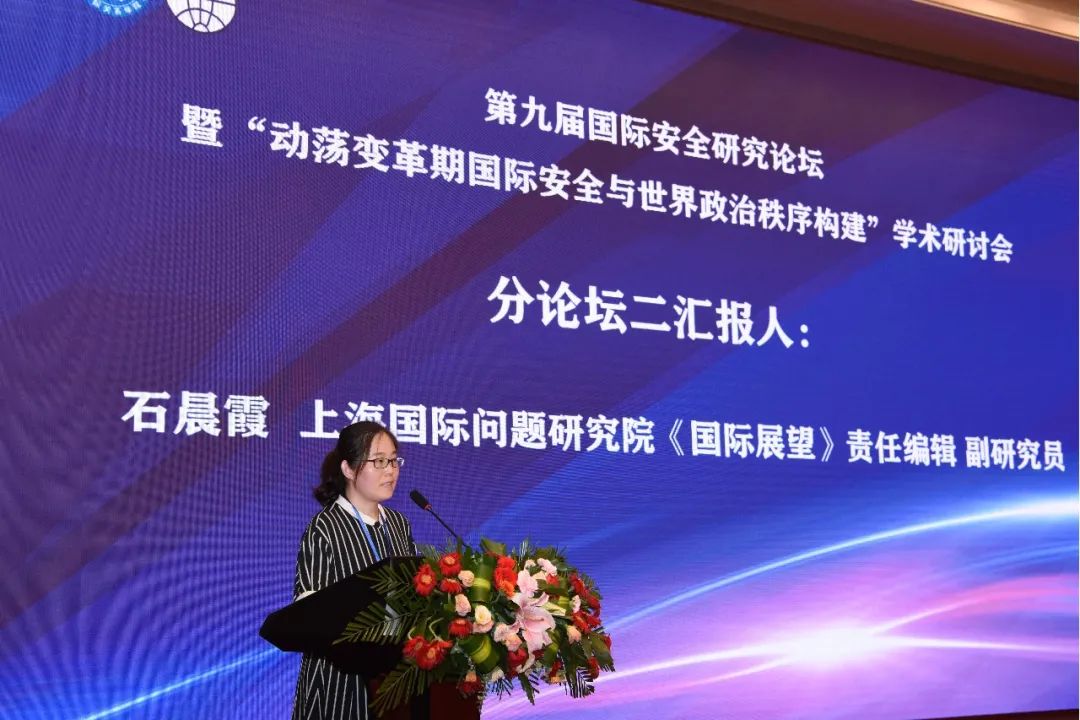 第九届国际安全研究论坛
暨“动荡变革期国际安全与世界政治秩序构建”学术研讨会
分论坛二汇报人：
石晨霞 上海国际问题研究院《国际展望》责任编辑 副研究员